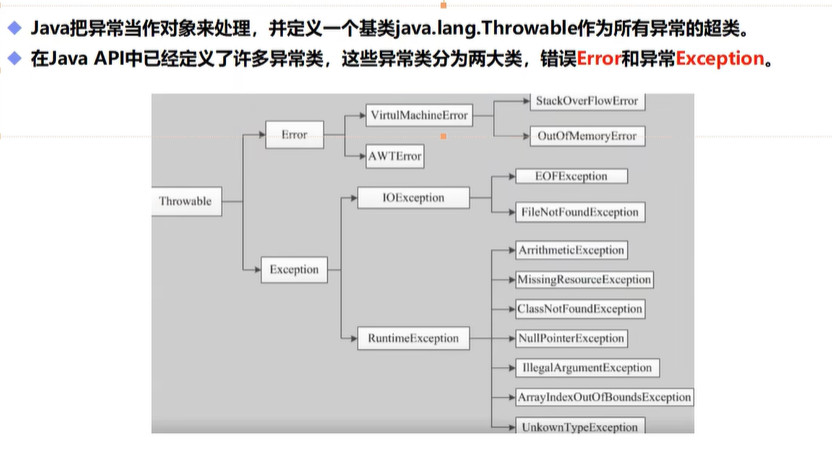 Java把异常当作对象来处理，并定义一个基类java.lang.Throwable作为所有异常的超类。
在Java API中已经定义了许多异常类，这些异常类分为两大类，错误Error和异常Exception。
StackOverFlowError
VirtulMachineError
Error
OutOfMemoryError
AWTError
EOFException
Throwable
IOException
FileNotFoundException
ArrithmeticException
Exception
MissingResourceException
ClassNotFoundException
RuntimeException
NullPointerException
IllegalArgumentException
ArrayIndexOutOfBoundsException
UnkownTypeException